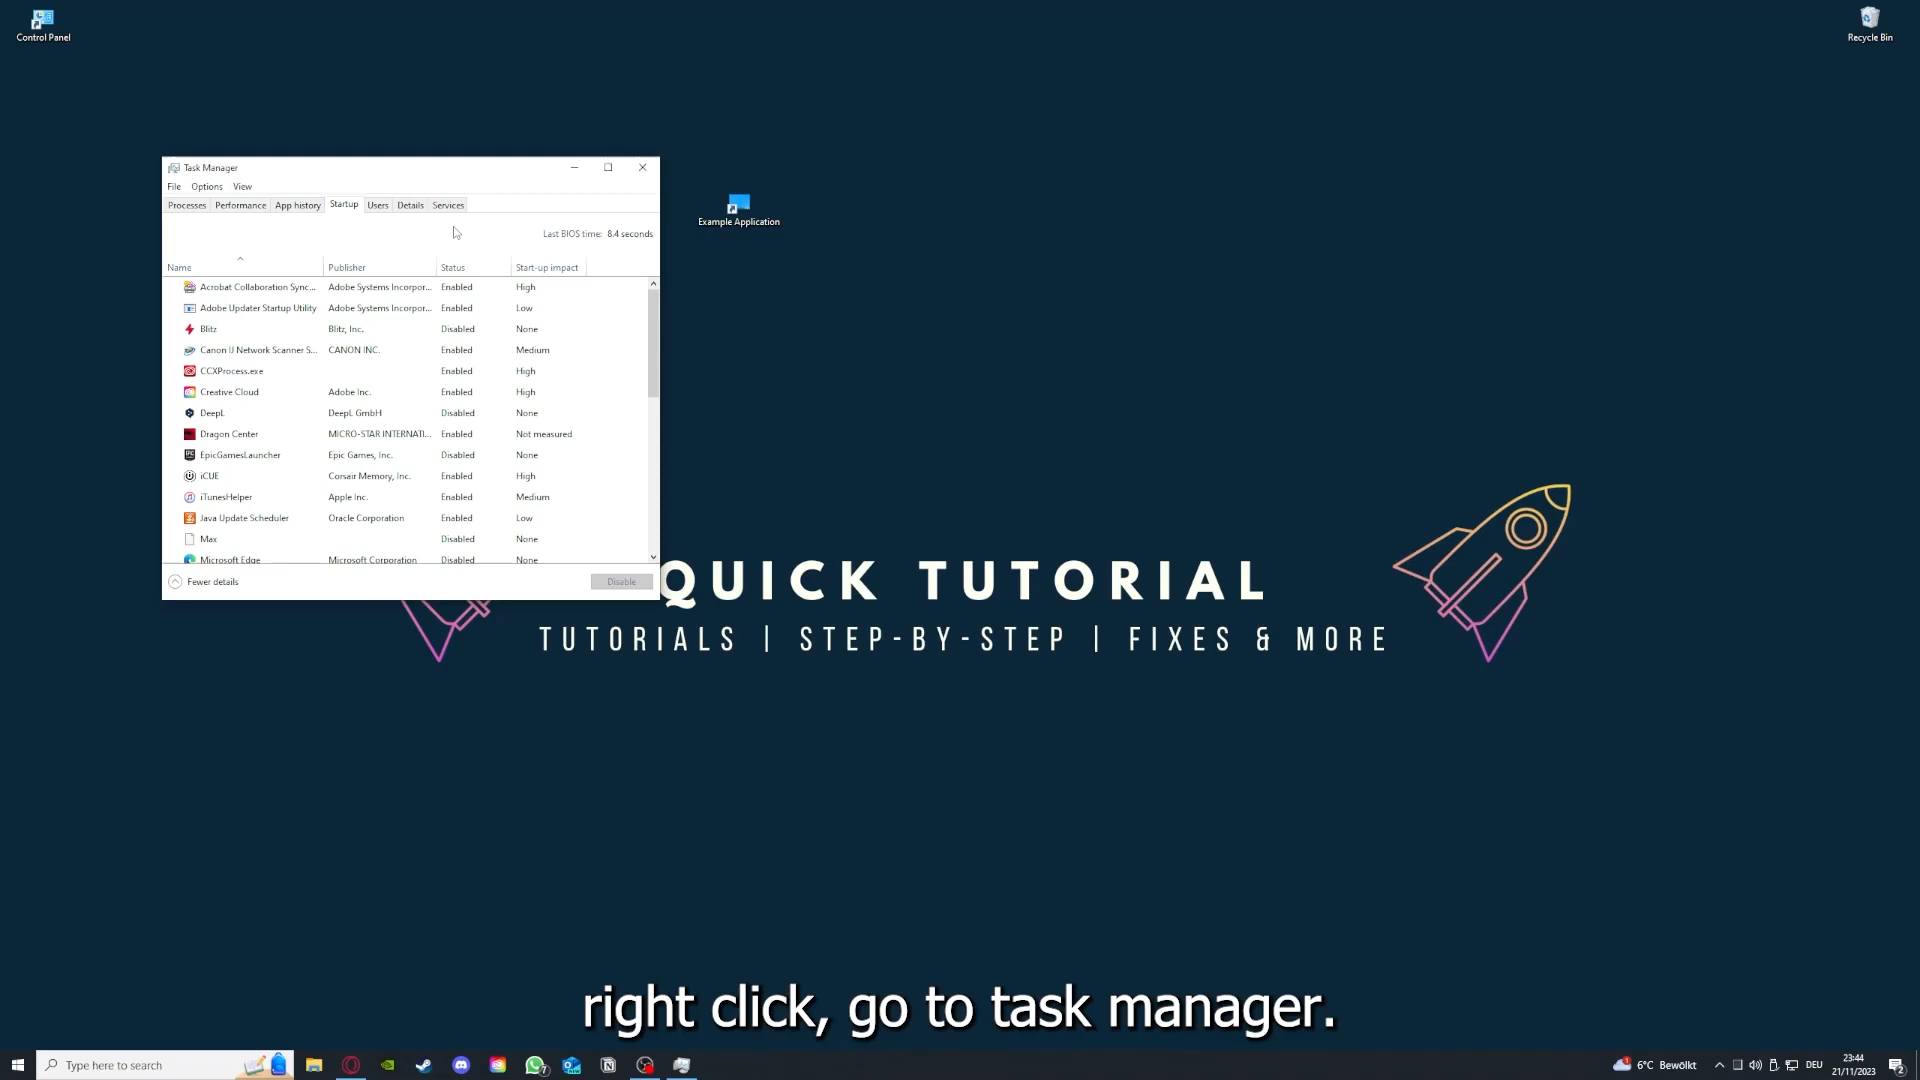 Control Panel
Recycle Bin
Task Manager
File Options View
Processes Performance App history Startup Users Details Services
Example Application
Last BIOS time: 8.4 seconds
Name Publisher Status Start-up impact
Acrobat Collaboration Sync... Adobe Systems Incorpor... Enabled High
Adobe Updater Startup Utility Adobe Systems Incorpor... Enabled Low
Blitz Blitz, Inc. Disabled None
Canon IJ Network Scanner S... CANON INC. Enabled Medium
CCXProcess.exe Enabled High
Creative Cloud Adobe Inc. Enabled High
DeepL DeepL GmbH Disabled None
Dragon Center MICRO-STAR INTERNATI... Enabled Not measured
EpicGamesLauncher Epic Games, Inc. Disabled None
iCUE Corsair Memory, Inc. Enabled High
iTunesHelper Apple Inc. Enabled Medium
Java Update Scheduler Oracle Corporation Enabled Low
Max Disabled None
Microsoft Edge Microsoft Corporation Disabled None
Fewer details Disable
QUICK TUTORIAL
TUTORIALS | STEP-BY-STEP | FIXES & MORE
right click, go to task manager.
Type here to search
6°C Bewölkt
DEU
23:44
21/11/2023